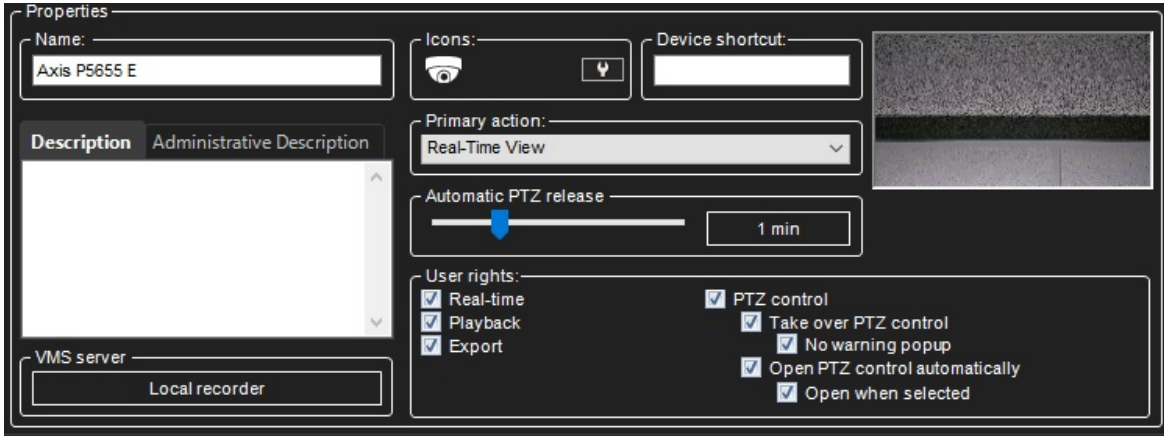 Properties
Name:
Axis P5655 E
Icons:
Device shortcut:
Description
Administrative Description
Primary action:
Real-Time View
Automatic PTZ release
1 min
VMS server
Local recorder
User rights:
Real-time
Playback
Export
PTZ control
Take over PTZ control
No warning popup
Open PTZ control automatically
Open when selected